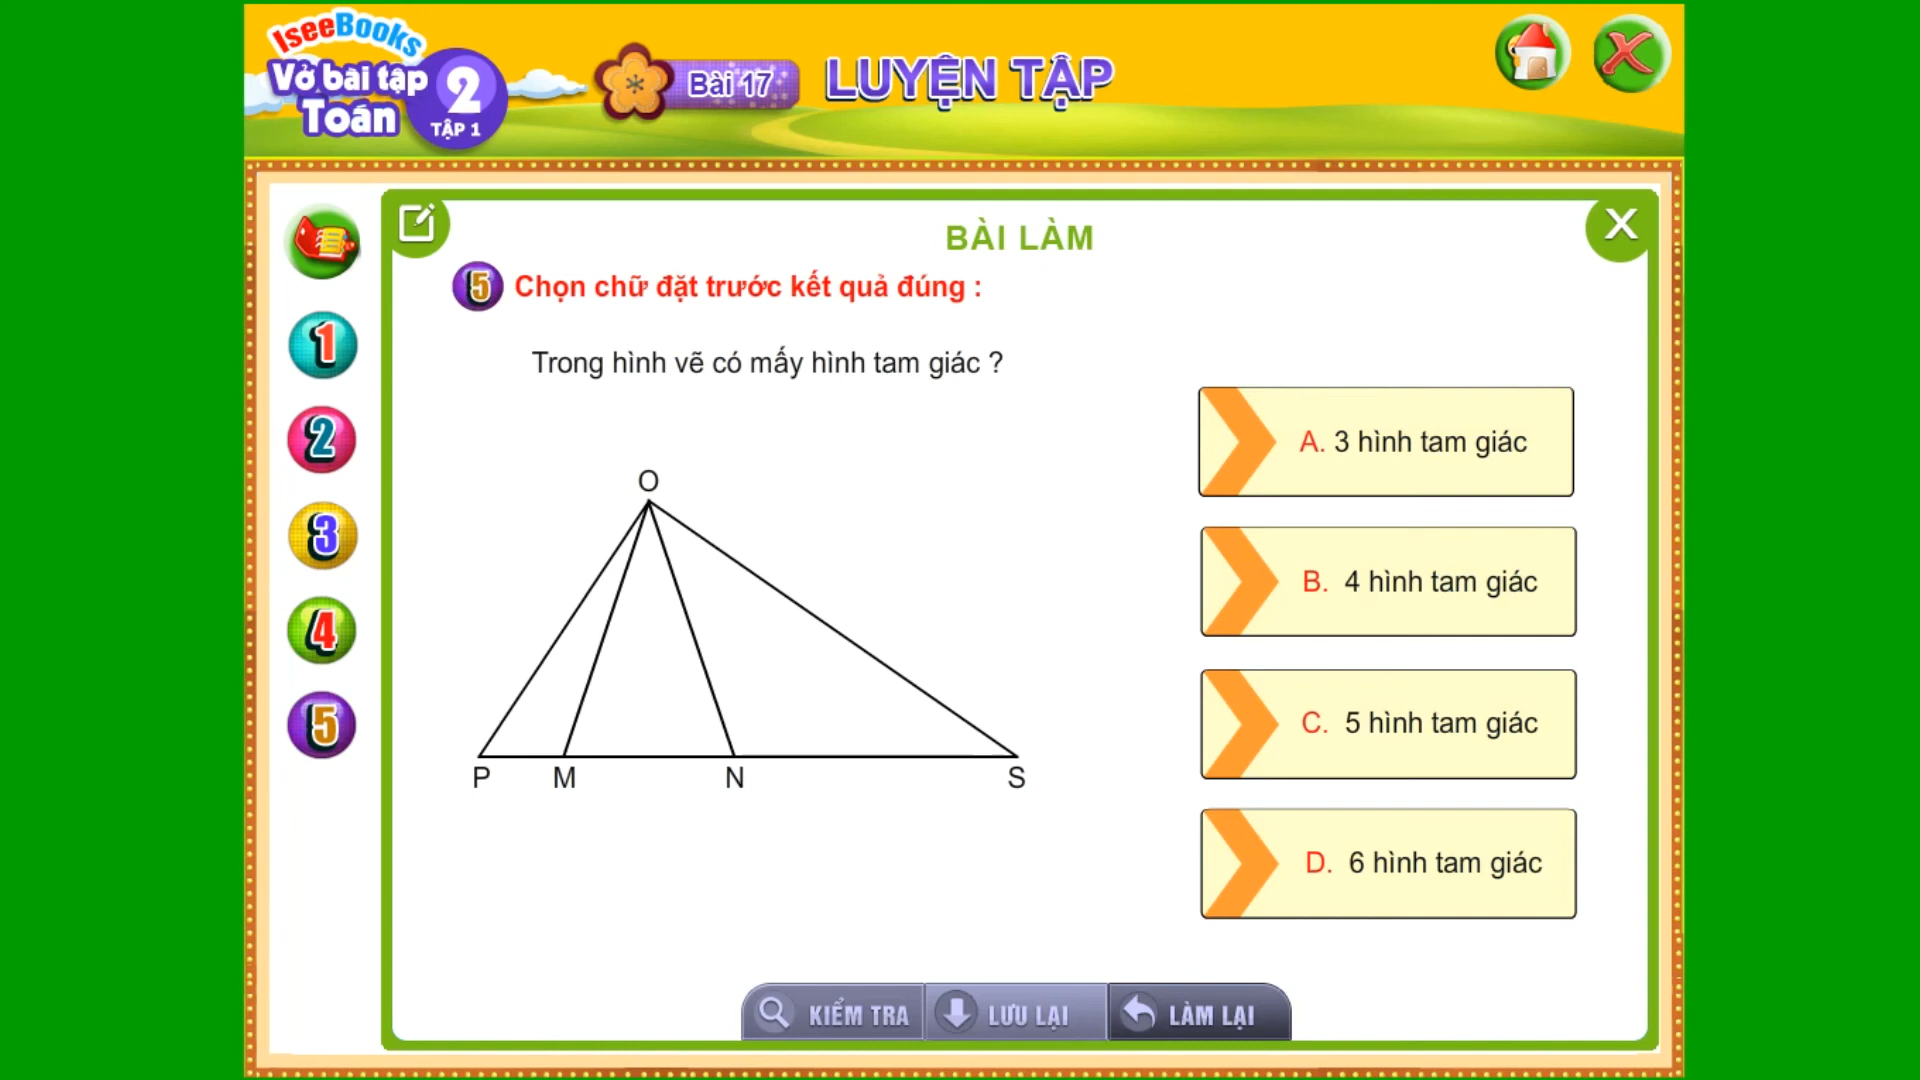 IseeBooks
Vở bài tập
Toán
2
TẬP 1
Bài 17
LUYỆN TẬP
BÀI LÀM
5 Chọn chữ đặt trước kết quả đúng :
Trong hình vẽ có mấy hình tam giác ?
1
2
3
4
5
O
P M N S
A. 3 hình tam giác
B. 4 hình tam giác
C. 5 hình tam giác
D. 6 hình tam giác
KIỂM TRA
LƯU LẠI
LÀM LẠI